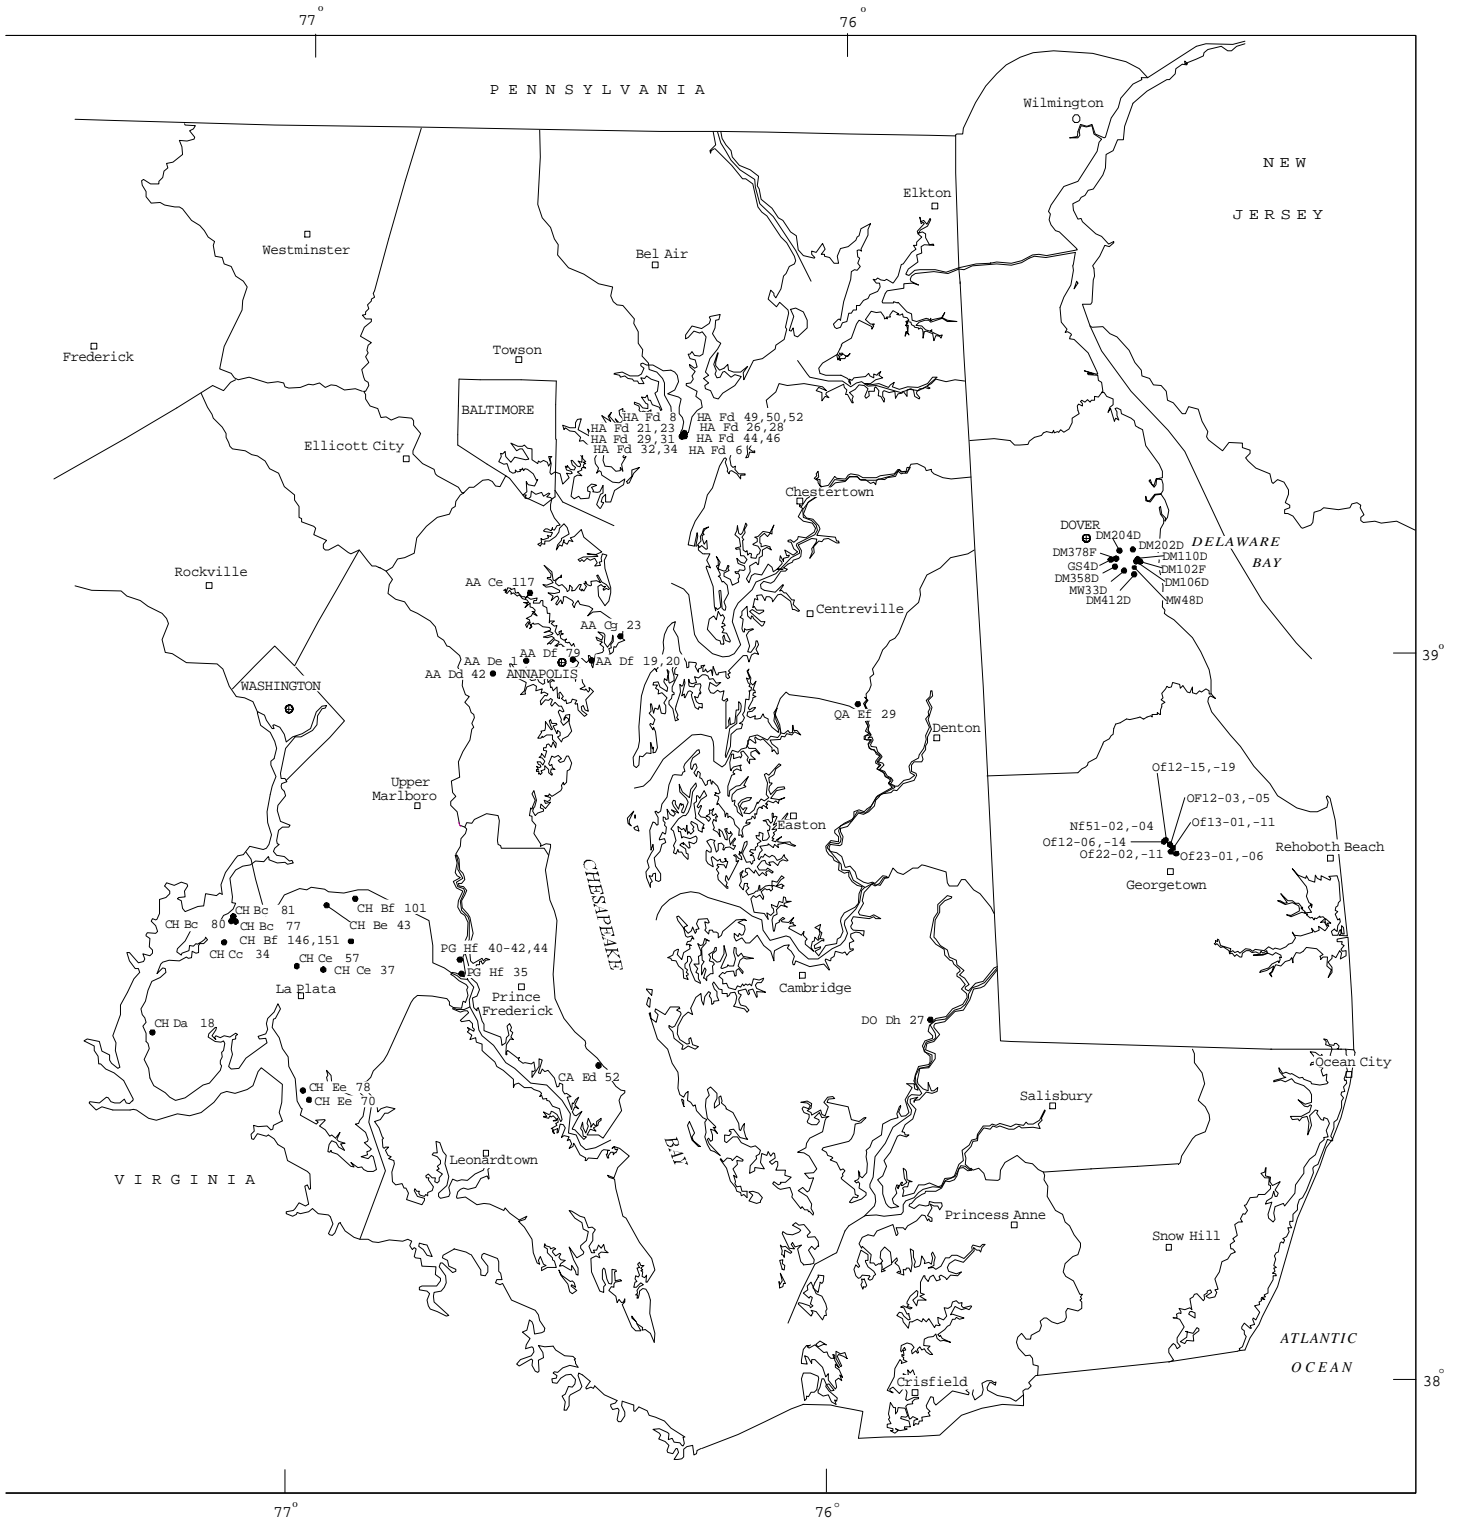 77°
76°
PENNSYLVANIA
Wilmington
NEW
JERSEY
Elkton
Westminster
Bel Air
Towson
Frederick
BALTIMORE
HA Fd 8
HA Fd 49,50,52
HA Fd 21,23
HA Fd 26,28
HA Fd 29,31
HA Fd 44,46
HA Fd 32,34
HA Fd 6
Ellicott City
Chestertown
DOVER
DM204D
DELAWARE
BAY
DM202D
DM378F
DM110D
GS4D
DM102F
DM358D
DM106D
MW33D
DM412D
MW48D
Rockville
AA Ce 117
Centreville
AA Cg 23
AA Df 79
AA De 1
AA Df 19,20
AA Dd 42
ANNAPOLIS
39°
WASHINGTON
QA Ef 29
Denton
Upper
Marlboro
Of12-15,-19
OF12-03,-05
Nf51-02,-04
Of13-01,-11
Of12-06,-14
Of22-02,-11
Of23-01,-06
Easton
Rehoboth Beach
Georgetown
CHESAPEAKE
BAY
CH Bc 81
CH Bf 101
CH Bc 80
CH Bc 77
CH Be 43
CH Bf 146,151
CH Cc 34
CH Ce 57
CH Ce 37
PG Hf 40-42,44
PG Hf 35
La Plata
Prince
Frederick
Cambridge
CH Da 18
DO Dh 27
CA Ed 52
Ocean City
CH Ee 78
CH Ee 70
Salisbury
Leonardtown
VIRGINIA
Princess Anne
Snow Hill
ATLANTIC
OCEAN
Crisfield
38°
77°
76°